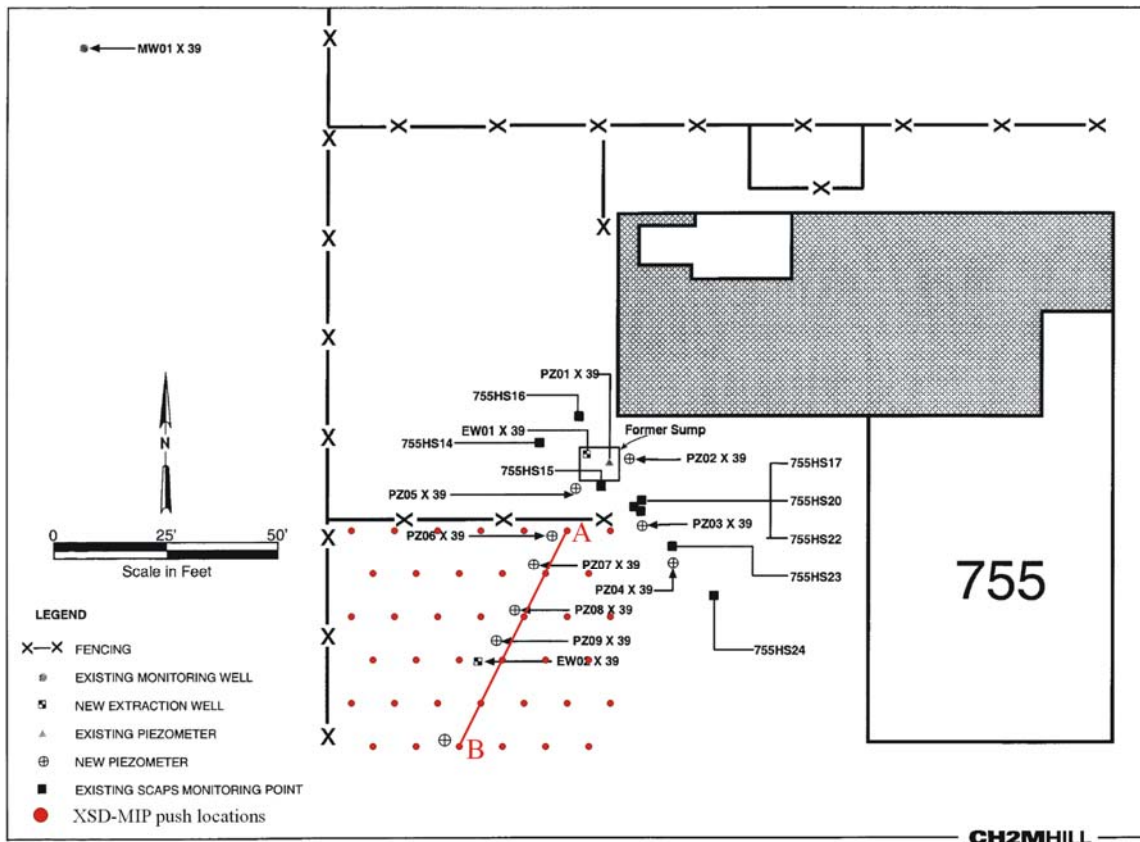 MW01 X 39
PZ01 X 39
755HS16
EW01 X 39
Former Sump
755HS14
PZ02 X 39
755HS17
755HS15
PZ05 X 39
755HS20
PZ03 X 39
PZ06 X 39
A
755HS22
N
0 25' 50'
Scale in Feet
PZ07 X 39
755HS23
PZ04 X 39
755
PZ08 X 39
PZ09 X 39
755HS24
EW02 X 39
B
LEGEND
X—X FENCING
EXISTING MONITORING WELL
NEW EXTRACTION WELL
EXISTING PIEZOMETER
NEW PIEZOMETER
EXISTING SCAPS MONITORING POINT
XSD-MIP push locations
CH2MHILL